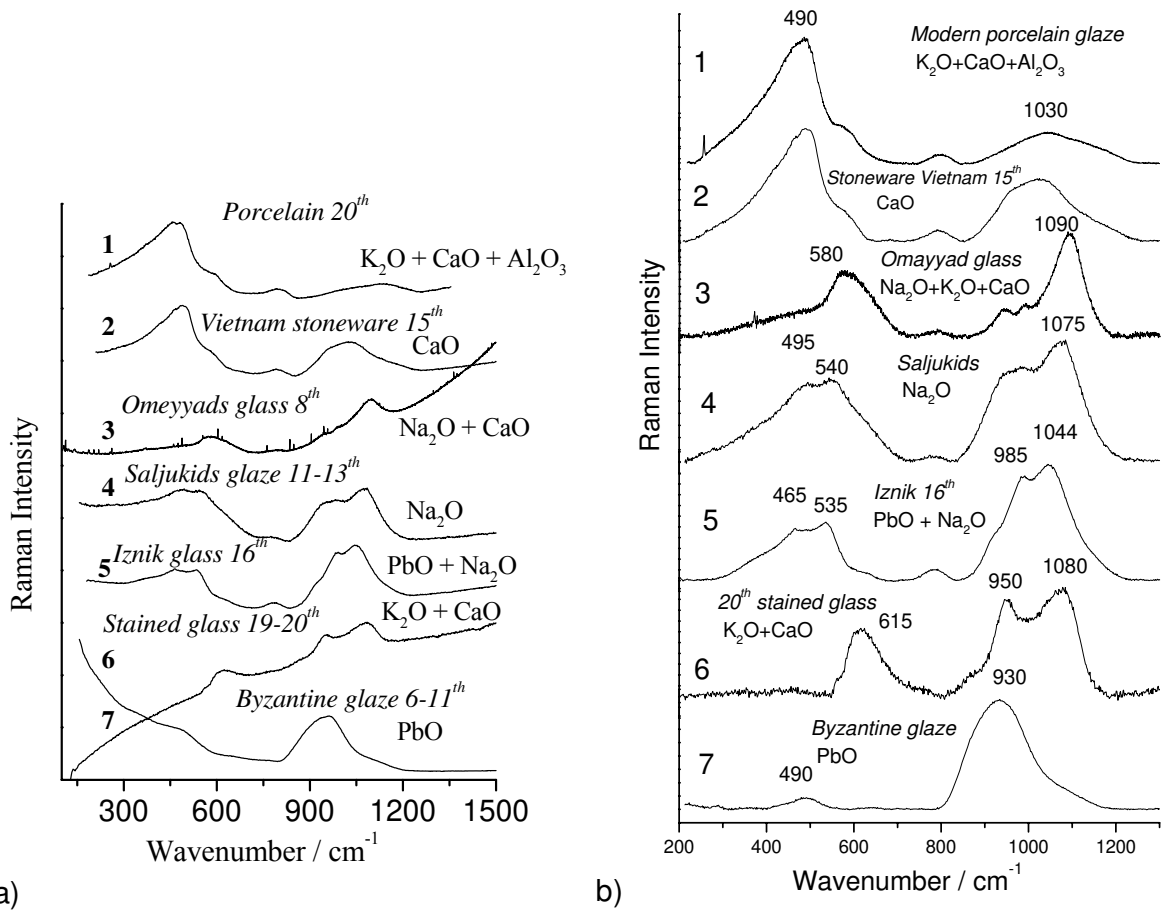 Porcelain 20th
1
K2O + CaO + Al2O3
2
Vietnam stoneware 15th
CaO
Omeyyads glass 8th
3
Na2O + CaO
Saljukids glaze 11-13th
4
Na2O
Iznik glass 16th
5
PbO + Na2O
Stained glass 19-20th
K2O + CaO
6
Byzantine glaze 6-11th
7
PbO
Raman Intensity
300 600 900 1200 1500
Wavenumber / cm-1
a)
490
Modern porcelain glaze
K2O+CaO+Al2O3
1
1030
Stoneware Vietnam 15th
CaO
2
1090
580
Omayyad glass
Na2O+K2O+CaO
3
1075
495
540
Saljukids
Na2O
4
1044
985
465
535
Iznik 16th
PbO + Na2O
5
1080
950
20th stained glass
K2O+CaO
615
6
930
Byzantine glaze
PbO
7
490
Raman Intensity
200 400 600 800 1000 1200
Wavenumber / cm-1
b)